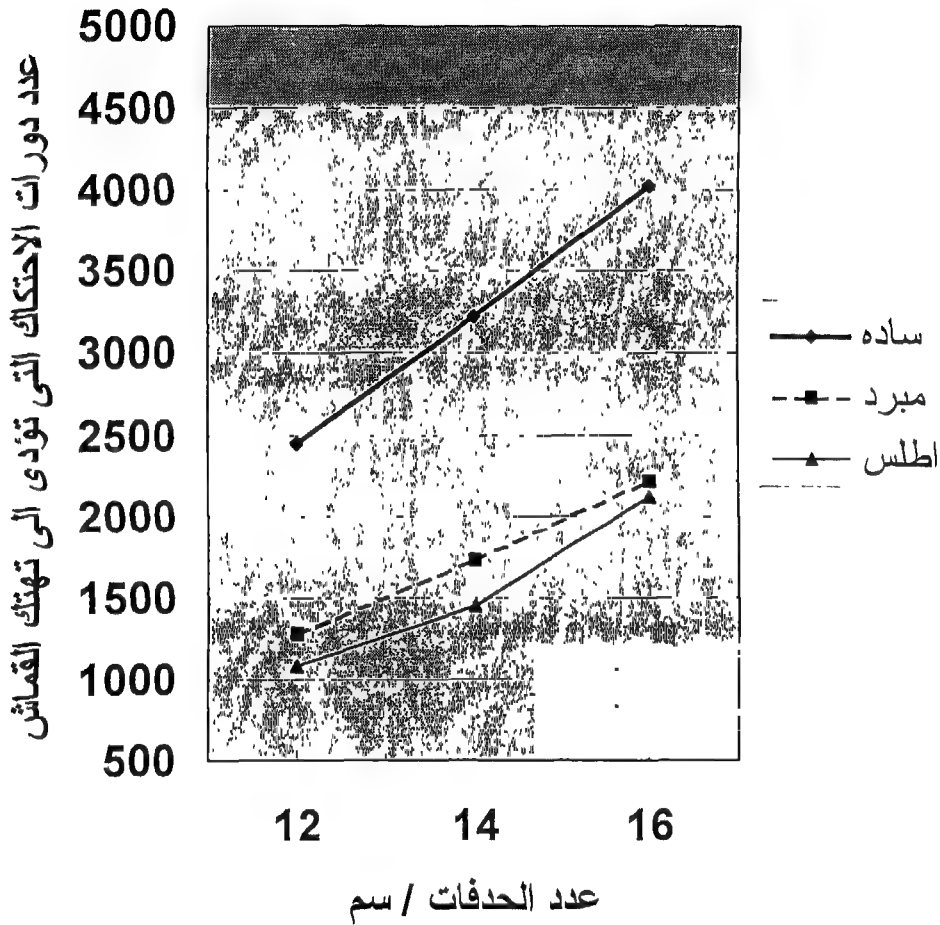 عدد دورات الاحتكاك التى تؤدى الى تهتك القماش
5000
4500
4000
3500
3000
2500
2000
1500
1000
500
12 14 16
عدد الحدفات / سم
ساده
مبرد
اطلس